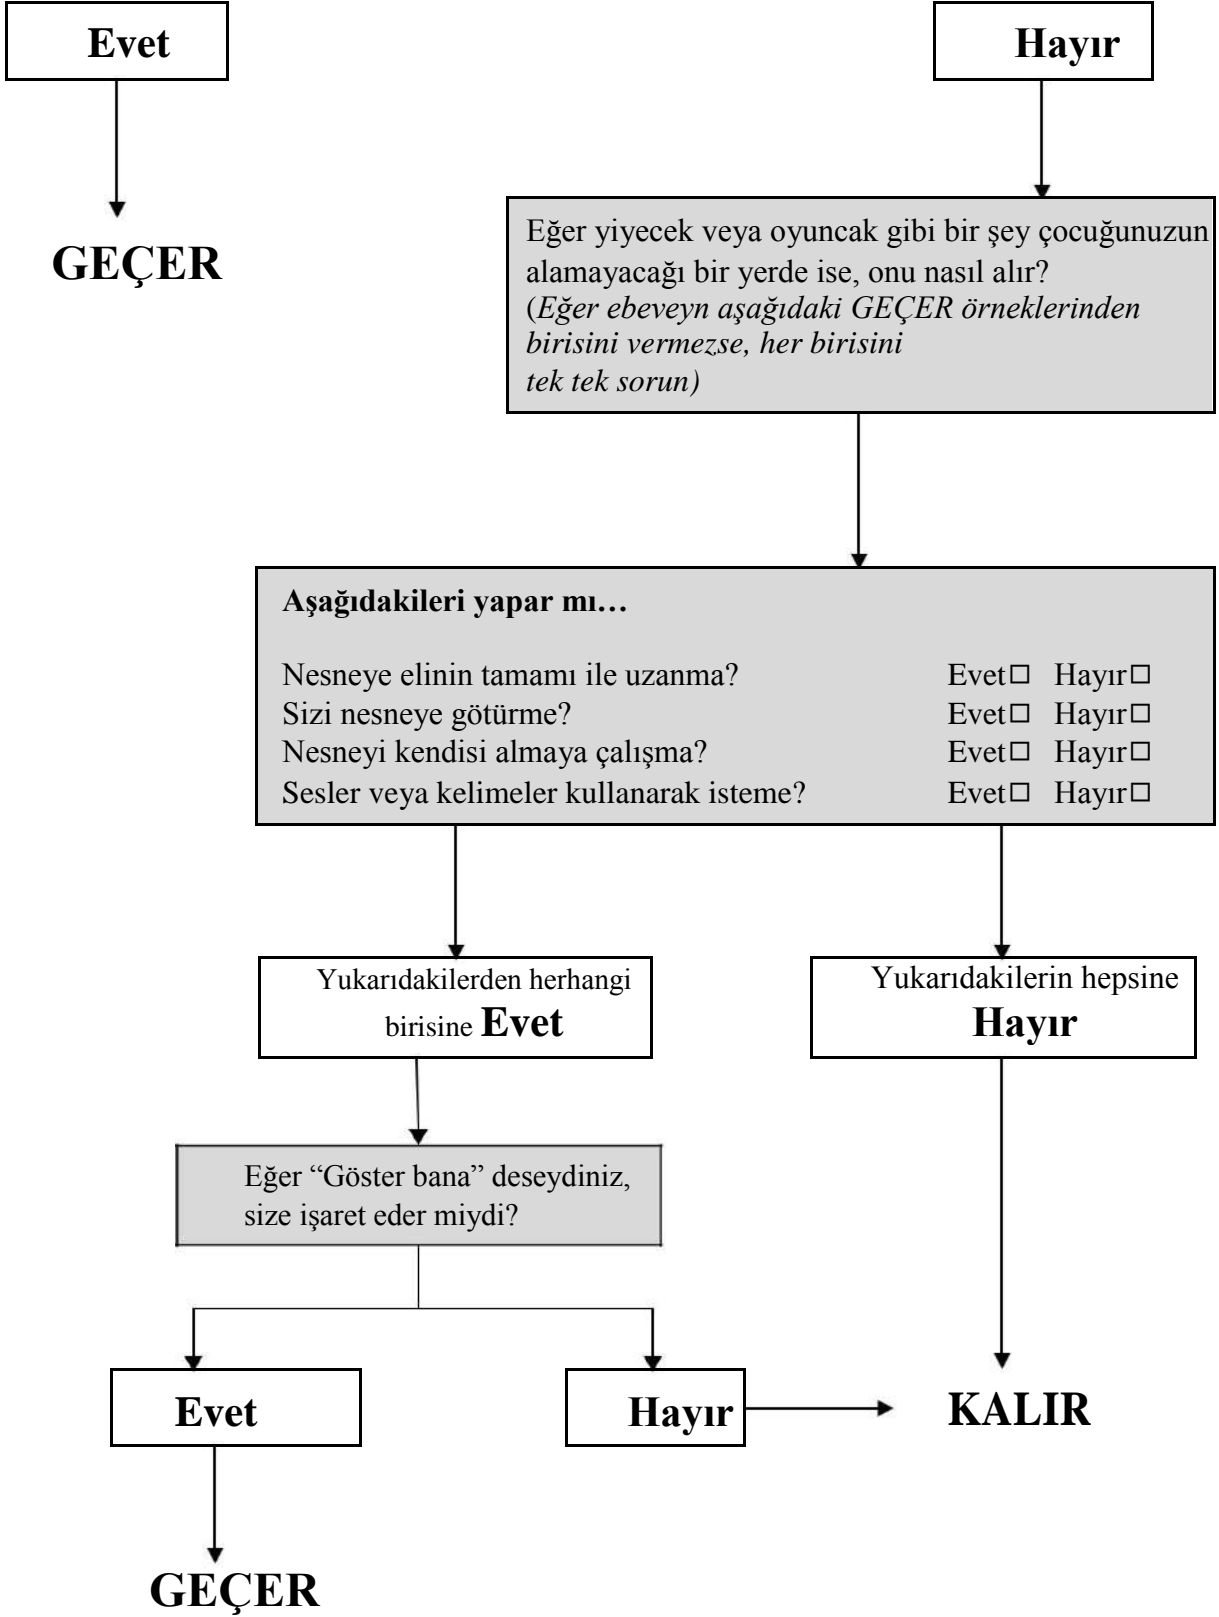 Evet
Hayır
GEÇER
Eğer yiyecek veya oyuncak gibi bir şey çocuğunuzun
alamayacağı bir yerde ise, onu nasıl alır?
(Eğer ebeveyn aşağıdaki GEÇER örneklerinden
birisini vermezse, her birisini
tek tek sorun)
Aşağıdakileri yapar mı…
Nesneye elinin tamamı ile uzanma? Evet□ Hayır□
Sizi nesneye götürme? Evet□ Hayır□
Nesneyi kendisi almaya çalışma? Evet□ Hayır□
Sesler veya kelimeler kullanarak isteme? Evet□ Hayır□
Yukarıdakilerden herhangi
birisine Evet
Yukarıdakilerin hepsine
Hayır
Eğer “Göster bana” deseydiniz,
size işaret eder miydi?
Evet
Hayır
KALIR
GEÇER